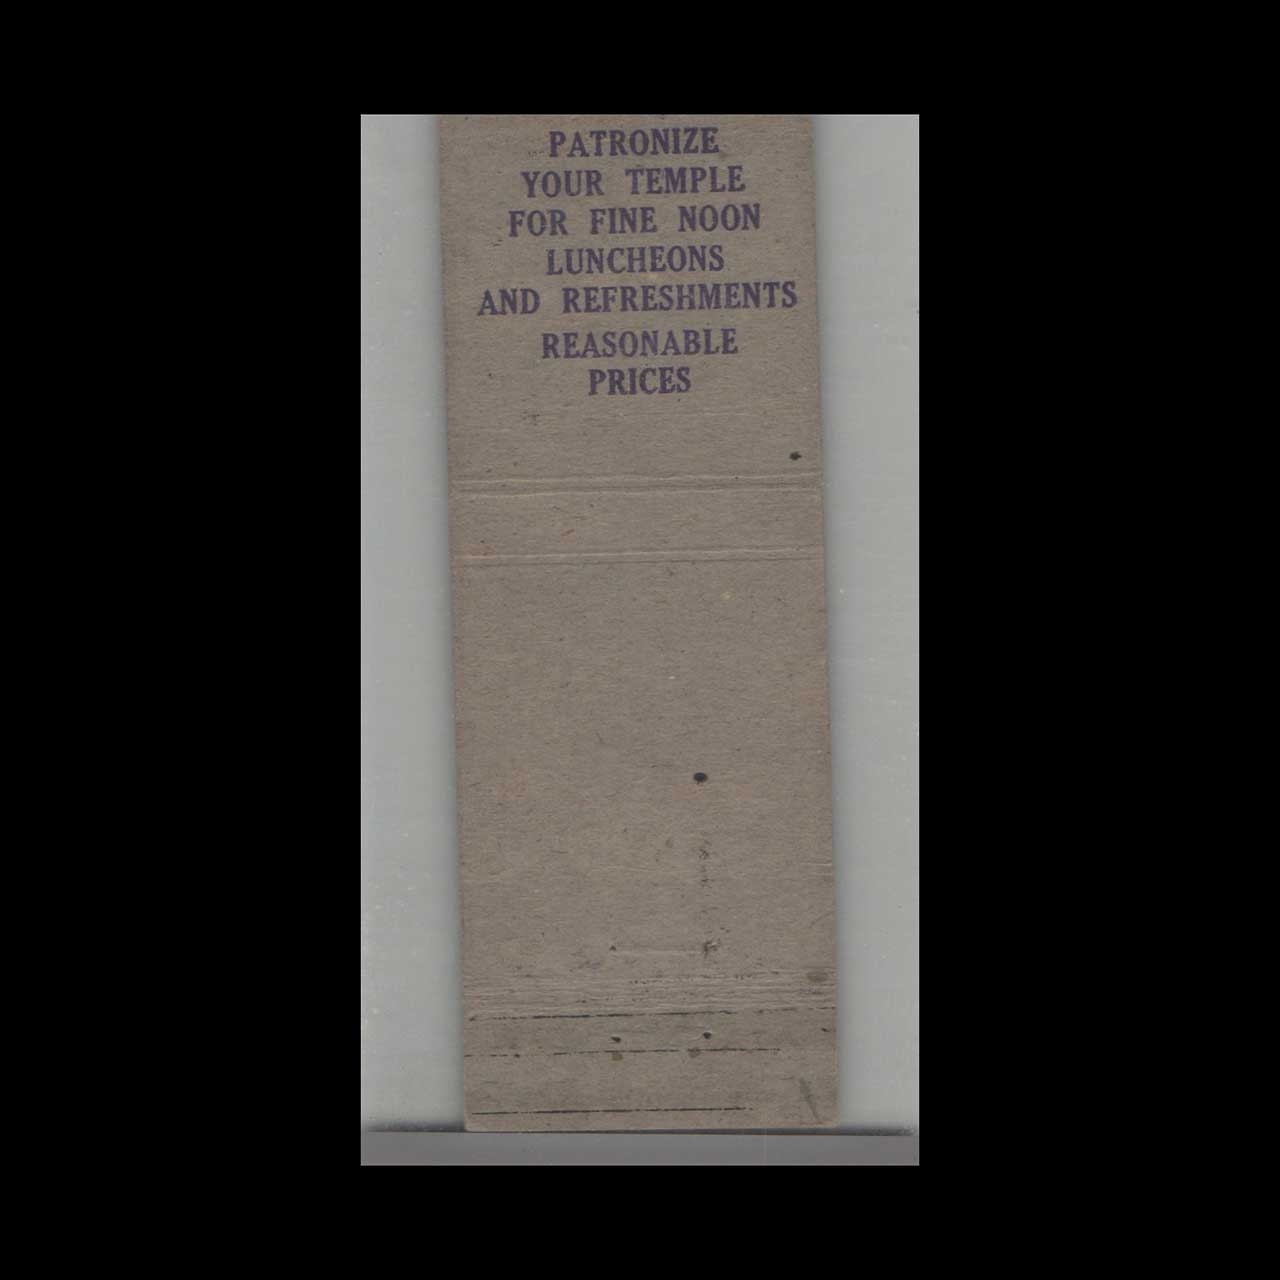 PATRONIZE
YOUR TEMPLE
FOR FINE NOON
LUNCHEONS
AND REFRESHMENTS
REASONABLE
PRICES